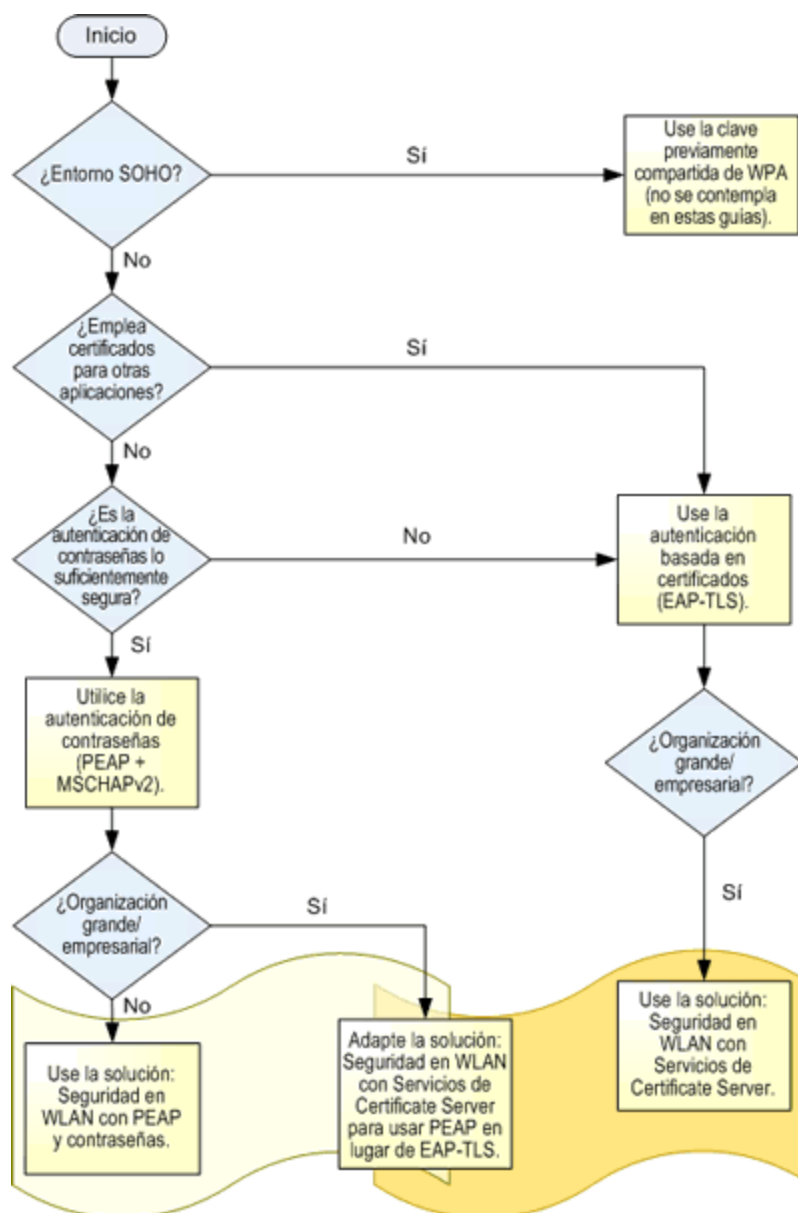 Inicio
¿Entorno SOHO?
Sí
Use la clave
previamente
compartida de WPA
(no se contempla
en estas guías).
No
¿Emplea
certificados
para otras
aplicaciones?
Sí
No
¿Es la
autenticación de
contraseñas lo
suficientemente
segura?
No
Use la
autenticación
basada en
certificados
(EAP-TLS).
Sí
Utilice la
autenticación de
contraseñas
(PEAP +
MSCHAPv2).
¿Organización
grande/
empresarial?
¿Organización
grande/
empresarial?
Sí
Sí
No
Use la solución:
Seguridad en
WLAN con PEAP
y contraseñas.
Adapte la solución:
Seguridad en WLAN
con Servicios de
Certificate Server
para usar PEAP en
lugar de EAP-TLS.
Use la solución:
Seguridad en
WLAN con
Servicios de
Certificate Server.